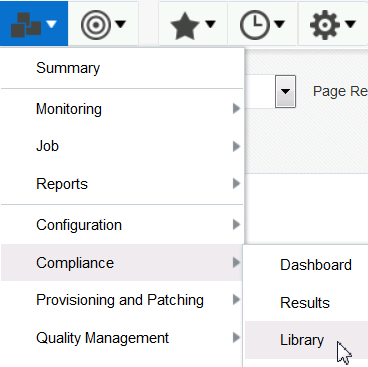 Summary
Page Re
Monitoring
Job
Reports
Configuration
Compliance
Dashboard
Provisioning and Patching
Results
Quality Management
Library